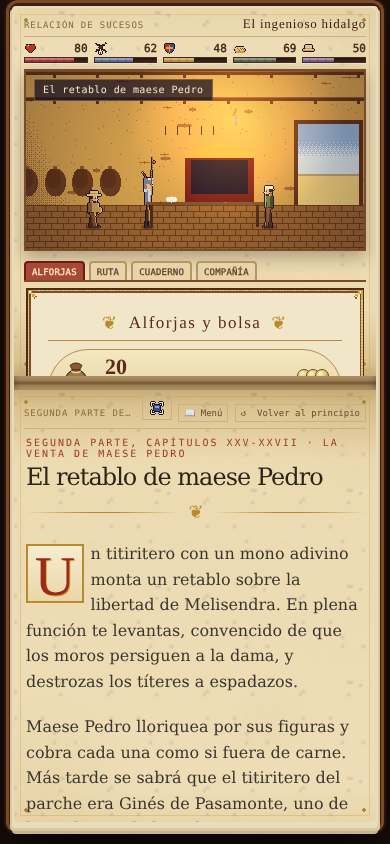 RELACIÓN DE SUCESOS
El ingenioso hidalgo
80 62 48 69 50
El retablo de maese Pedro
ALFORJAS RUTA CUADERNO COMPAÑÍA
Alforjas y bolsa
20
SEGUNDA PARTE DE…
Menú
↺ Volver al principio
SEGUNDA PARTE, CAPÍTULOS XXV-XXVII · LA
VENTA DE MAESE PEDRO
El retablo de maese Pedro
Un titiritero con un mono adivino
monta un retablo sobre la
libertad de Melisendra. En plena
función te levantas, convencido de que
los moros persiguen a la dama, y
destrozas los títeres a espadazos.
Maese Pedro lloriquea por sus figuras y
cobra cada una como si fuera de carne.
Más tarde se sabrá que el titiritero del
parche era Ginés de Pasamonte, uno de